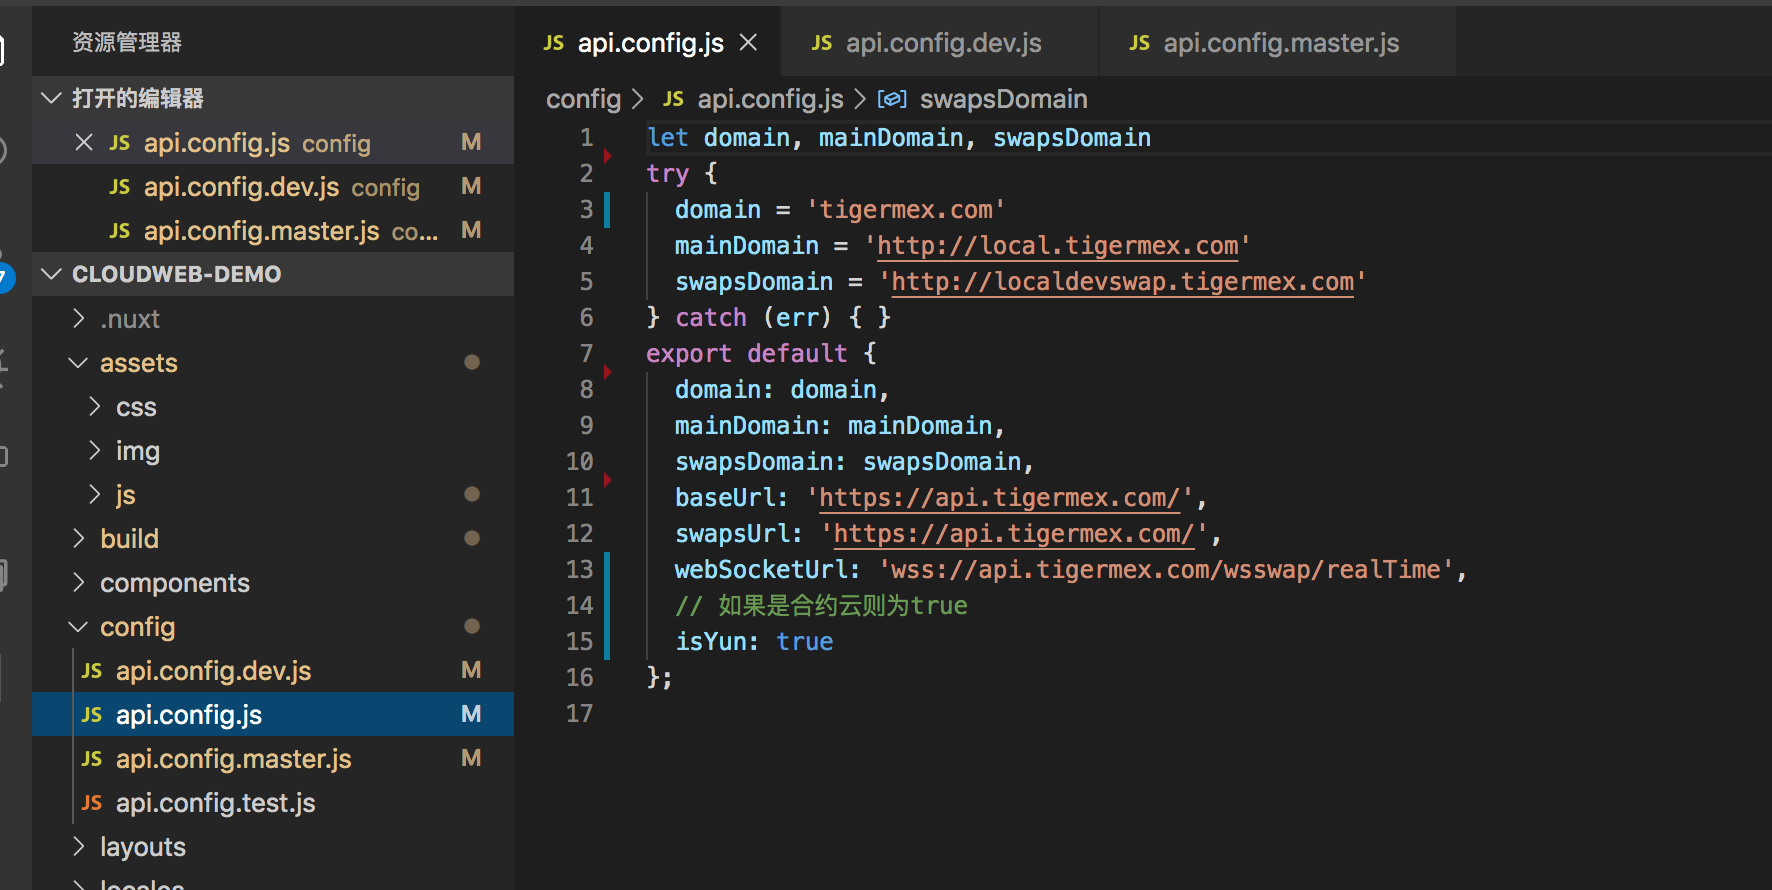 资源管理器
打开的编辑器
JS api.config.js config M
JS api.config.dev.js config M
JS api.config.master.js co... M
CLOUDWEB-DEMO
.nuxt
assets
css
img
js
build
components
config
JS api.config.dev.js M
JS api.config.js M
JS api.config.master.js M
JS api.config.test.js
layouts
locales
7
JS api.config.js
JS api.config.dev.js
JS api.config.master.js
config > JS api.config.js > swapsDomain
1 let domain, mainDomain, swapsDomain
2 try {
3 domain = 'tigermex.com'
4 mainDomain = 'http://local.tigermex.com'
5 swapsDomain = 'http://localdevswap.tigermex.com'
6 } catch (err) { }
7 export default {
8 domain: domain,
9 mainDomain: mainDomain,
10 swapsDomain: swapsDomain,
11 baseUrl: 'https://api.tigermex.com/',
12 swapsUrl: 'https://api.tigermex.com/',
13 webSocketUrl: 'wss://api.tigermex.com/wsswap/realTime',
14 // 如果是合约云则为true
15 isYun: true
16 };
17